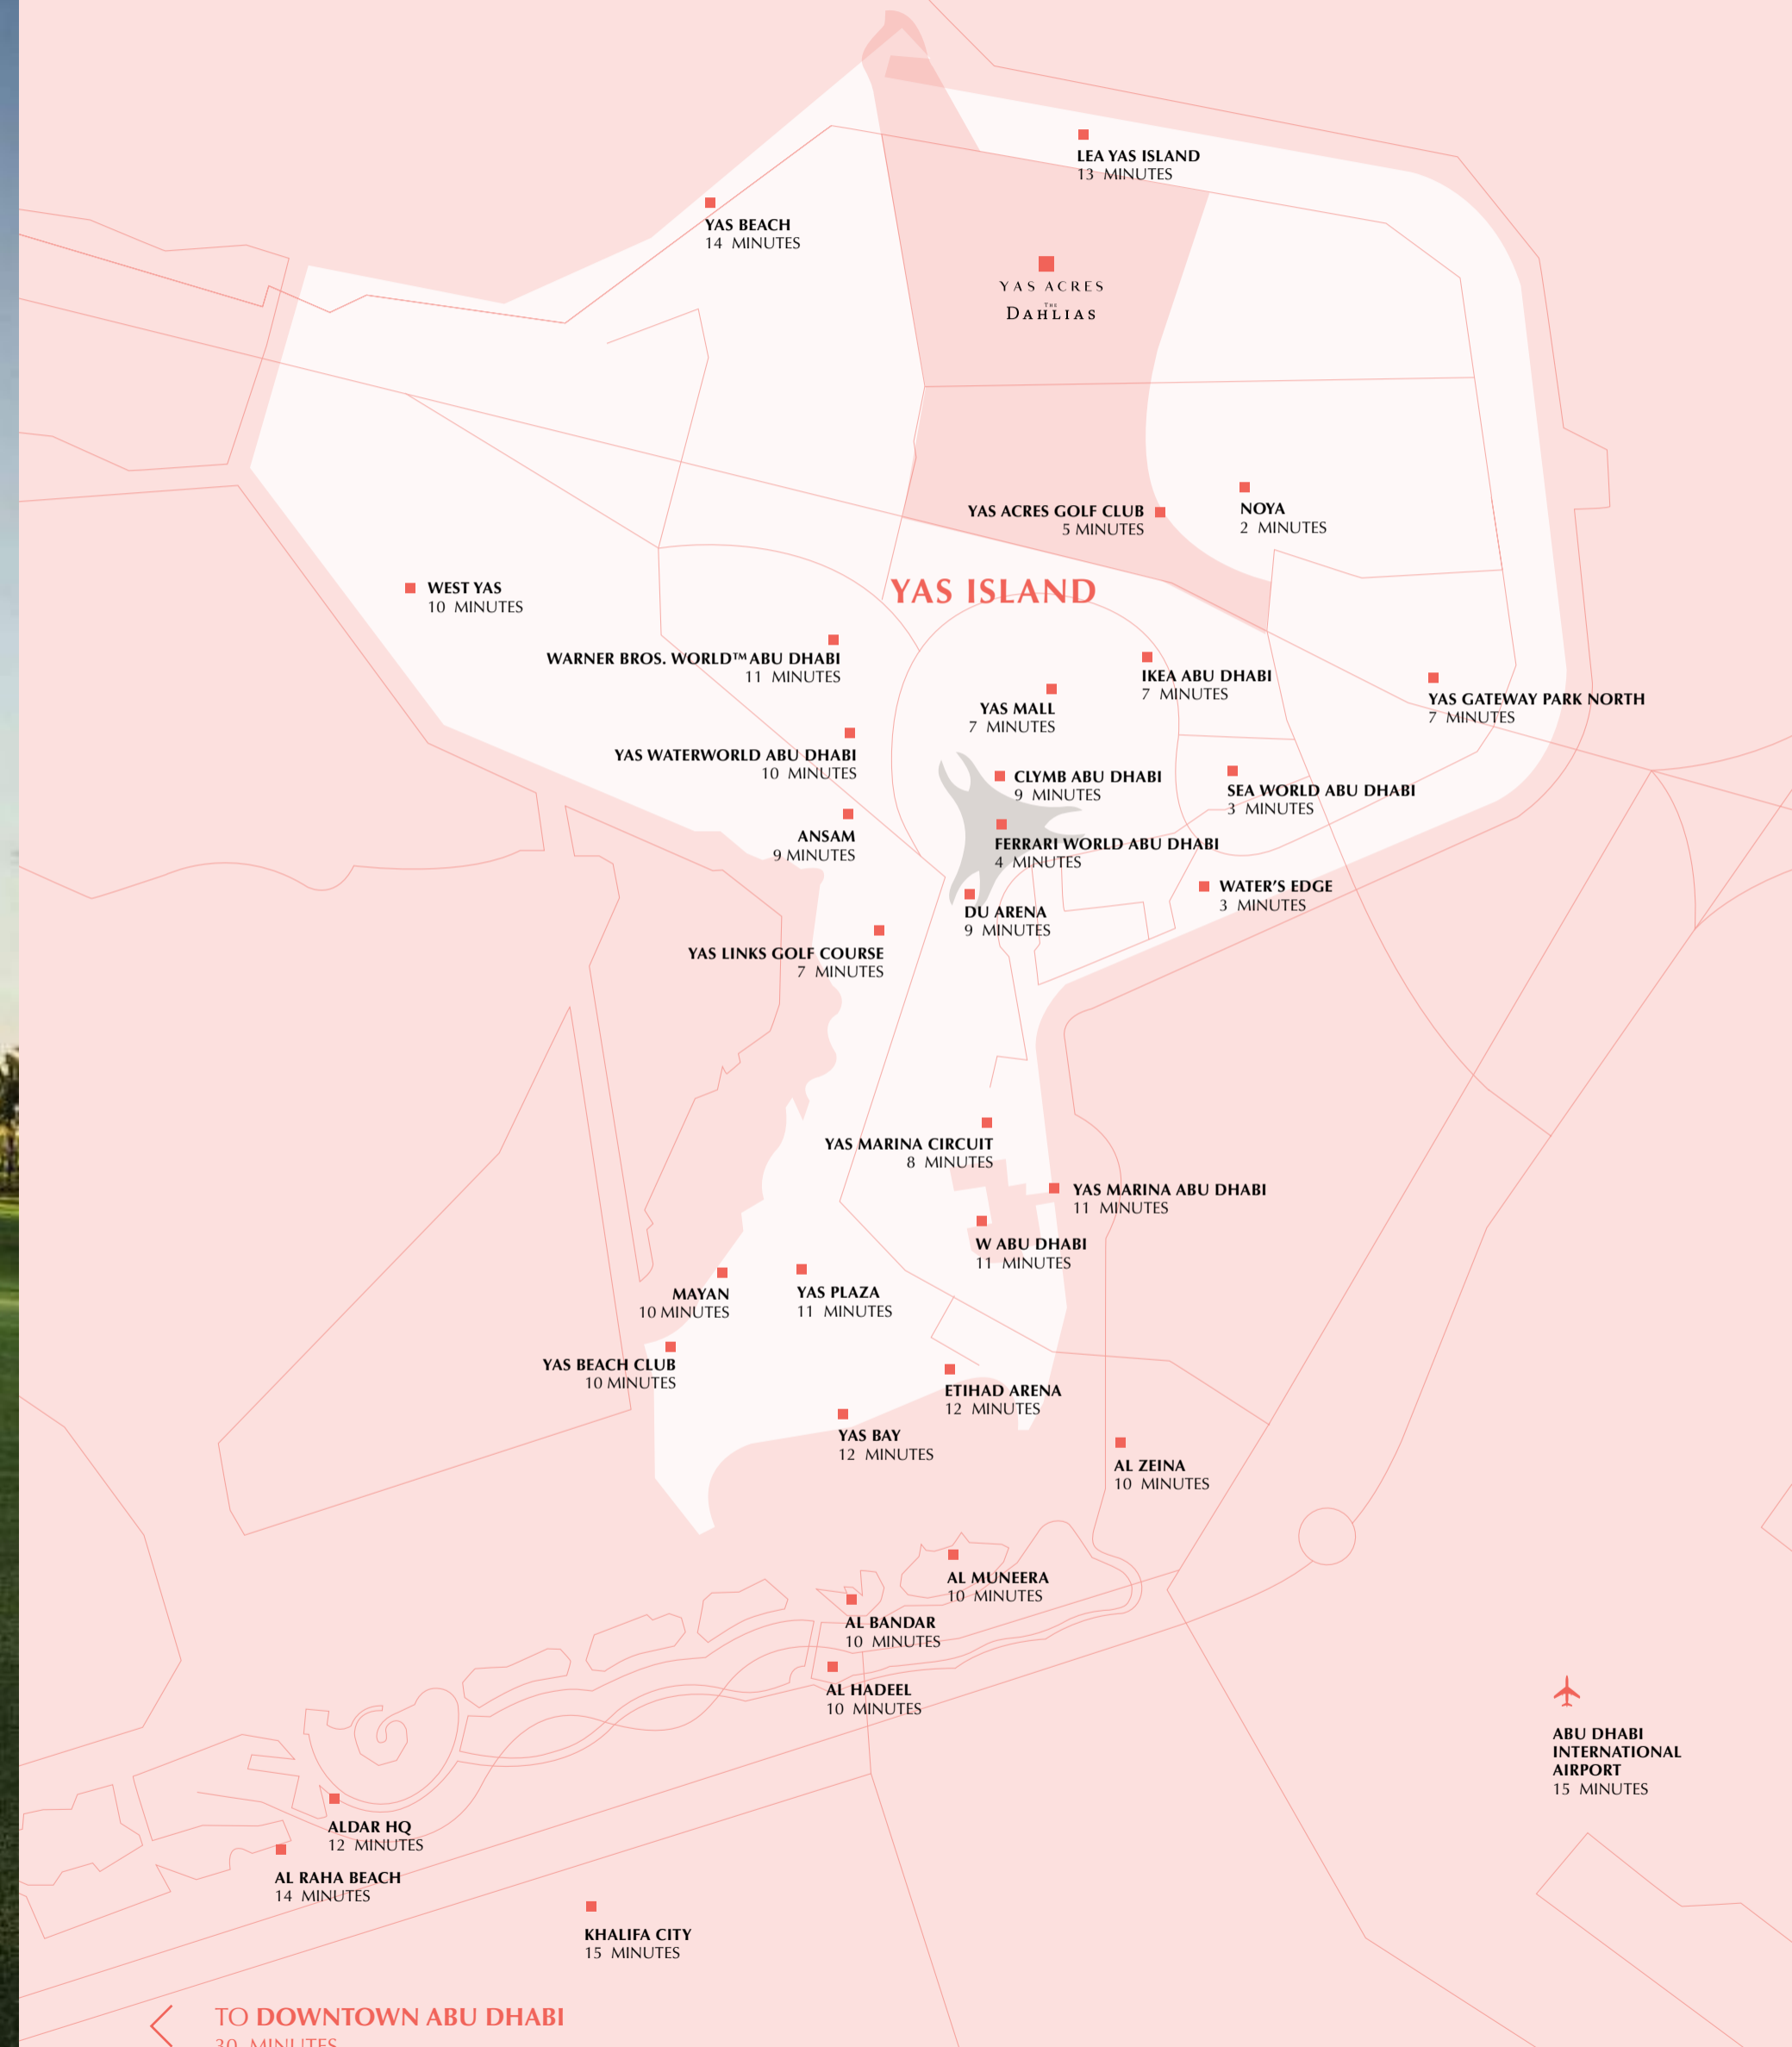 LEA YAS ISLAND
13 MINUTES
YAS BEACH
14 MINUTES
YAS ACRES
THE
DAHLIAS
YAS ACRES GOLF CLUB
5 MINUTES
NOYA
2 MINUTES
YAS ISLAND
WEST YAS
10 MINUTES
WARNER BROS. WORLD™ ABU DHABI
11 MINUTES
IKEA ABU DHABI
7 MINUTES
YAS MALL
7 MINUTES
YAS GATEWAY PARK NORTH
7 MINUTES
YAS WATERWORLD ABU DHABI
10 MINUTES
CLYMB ABU DHABI
9 MINUTES
SEA WORLD ABU DHABI
3 MINUTES
ANSAM
9 MINUTES
FERRARI WORLD ABU DHABI
4 MINUTES
WATER'S EDGE
3 MINUTES
DU ARENA
9 MINUTES
YAS LINKS GOLF COURSE
7 MINUTES
YAS MARINA CIRCUIT
8 MINUTES
YAS MARINA ABU DHABI
11 MINUTES
W ABU DHABI
11 MINUTES
MAYAN
10 MINUTES
YAS PLAZA
11 MINUTES
YAS BEACH CLUB
10 MINUTES
ETIHAD ARENA
12 MINUTES
YAS BAY
12 MINUTES
AL ZEINA
10 MINUTES
AL MUNEERA
10 MINUTES
AL BANDAR
10 MINUTES
AL HADEEL
10 MINUTES
ABU DHABI
INTERNATIONAL
AIRPORT
15 MINUTES
ALDAR HQ
12 MINUTES
AL RAHA BEACH
14 MINUTES
KHALIFA CITY
15 MINUTES
TO DOWNTOWN ABU DHABI
30 MINUTES